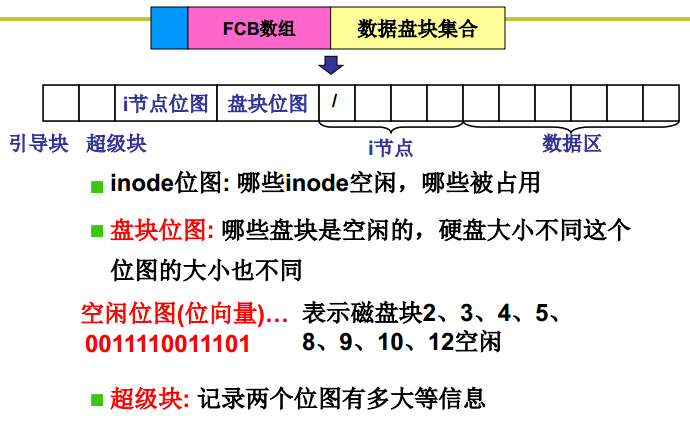 FCB数组 数据盘块集合
i节点位图 盘块位图 /
引导块 超级块 i节点 数据区
inode位图: 哪些inode空闲，哪些被占用
盘块位图: 哪些盘块是空闲的，硬盘大小不同这个
位图的大小也不同
空闲位图(位向量)… 表示磁盘块2、3、4、5、
0011110011101 8、9、10、12空闲
超级块: 记录两个位图有多大等信息